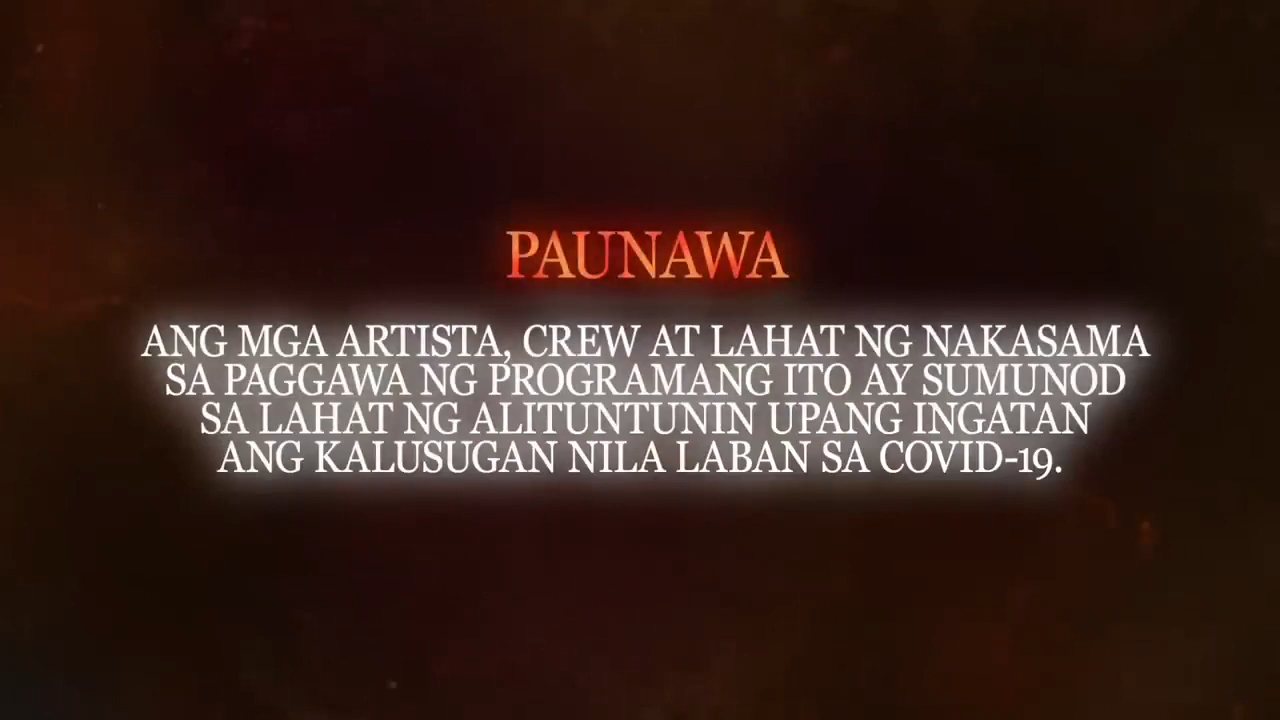 PAUNAWA
ANG MGA ARTISTA, CREW AT LAHAT NG NAKASAMA
SA PAGGAWA NG PROGRAMANG ITO AY SUMUNOD
SA LAHAT NG ALITUNTUNIN UPANG INGATAN
ANG KALUSUGAN NILA LABAN SA COVID-19.